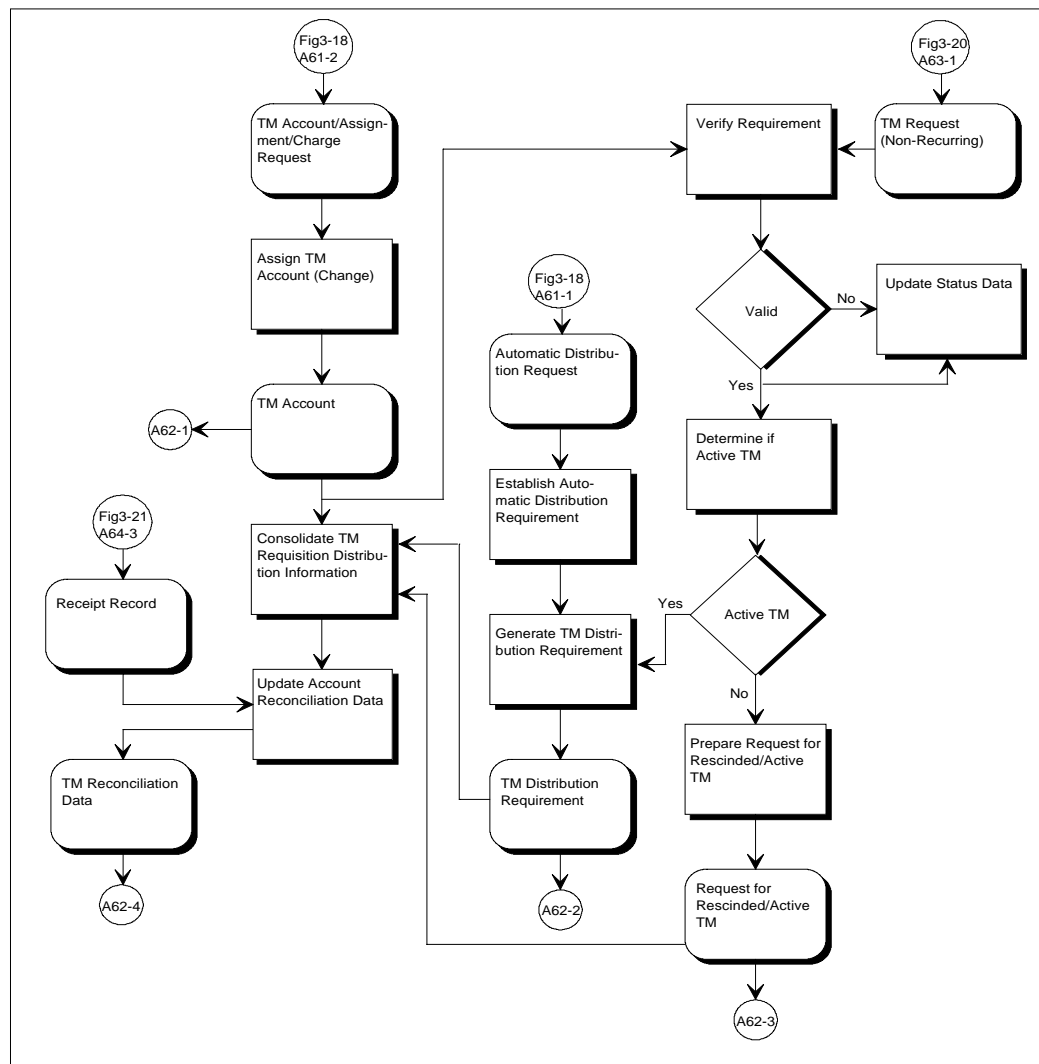 Fig3-18
A61-2
TM Account/Assign-
ment/Charge
Request
Assign TM
Account (Change)
TM Account
A62-1
Fig3-21
A64-3
Receipt Record
Consolidate TM
Requisition Distribu-
tion Information
Update Account
Reconciliation Data
TM Reconciliation
Data
A62-4
Fig3-18
A61-1
Automatic Distribu-
tion Request
Establish Auto-
matic Distribution
Requirement
Generate TM Distri-
bution Requirement
TM Distribution
Requirement
A62-2
Fig3-20
A63-1
TM Request
(Non-Recurring)
Verify Requirement
Valid
No
Update Status Data
Yes
Determine if
Active TM
Active TM
Yes
No
Prepare Request for
Rescinded/Active
TM
Request for
Rescinded/Active
TM
A62-3